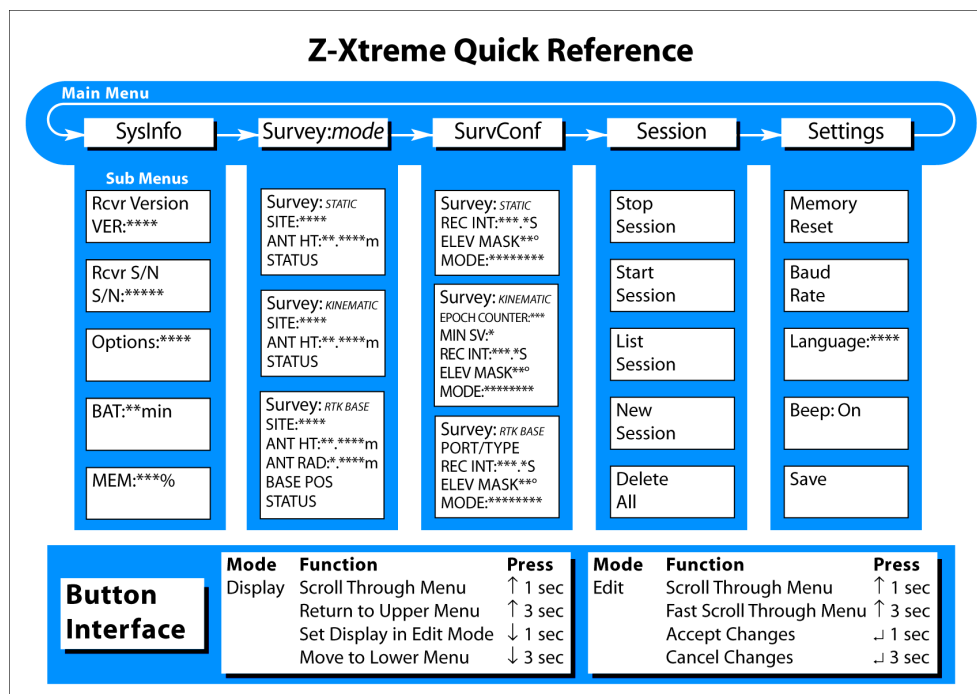 Z-Xtreme Quick Reference
Main Menu
SysInfo
Survey:mode
SurvConf
Session
Settings
Sub Menus
Rcvr Version
VER:****
Rcvr S/N
S/N:*****
Options:****
BAT:**min
MEM:***%
Survey: STATIC
SITE:****
ANT HT:**.****m
STATUS
Survey: KINEMATIC
SITE:****
ANT HT:**.****m
STATUS
Survey: RTK BASE
SITE:****
ANT HT:**.****m
ANT RAD:*.****m
BASE POS
STATUS
Survey: STATIC
REC INT:***.*S
ELEV MASK**°
MODE:********
Survey: KINEMATIC
EPOCH COUNTER:***
MIN SV:*
REC INT:***.*S
ELEV MASK**°
MODE:********
Survey: RTK BASE
PORT/TYPE
REC INT:***.*S
ELEV MASK**°
MODE:********
Stop
Session
Start
Session
List
Session
New
Session
Delete
All
Memory
Reset
Baud
Rate
Language:****
Beep: On
Save
Button
Interface
Mode Function Press
Display Scroll Through Menu ↑ 1 sec
Return to Upper Menu ↑ 3 sec
Set Display in Edit Mode ↓ 1 sec
Move to Lower Menu ↓ 3 sec
Mode Function Press
Edit Scroll Through Menu ↑ 1 sec
Fast Scroll Through Menu ↑ 3 sec
Accept Changes ↵ 1 sec
Cancel Changes ↵ 3 sec